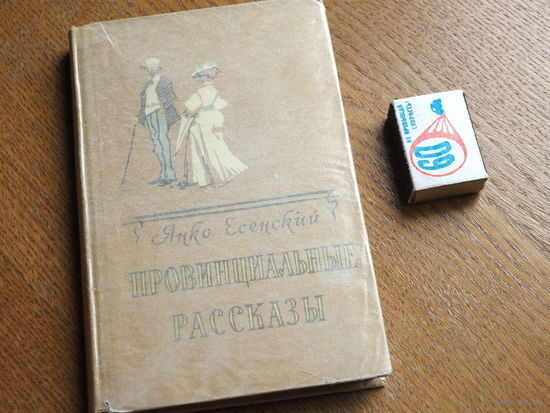 Янко Есенский
ПРОВИНЦИАЛЬНЫЕ
РАССКАЗЫ
60